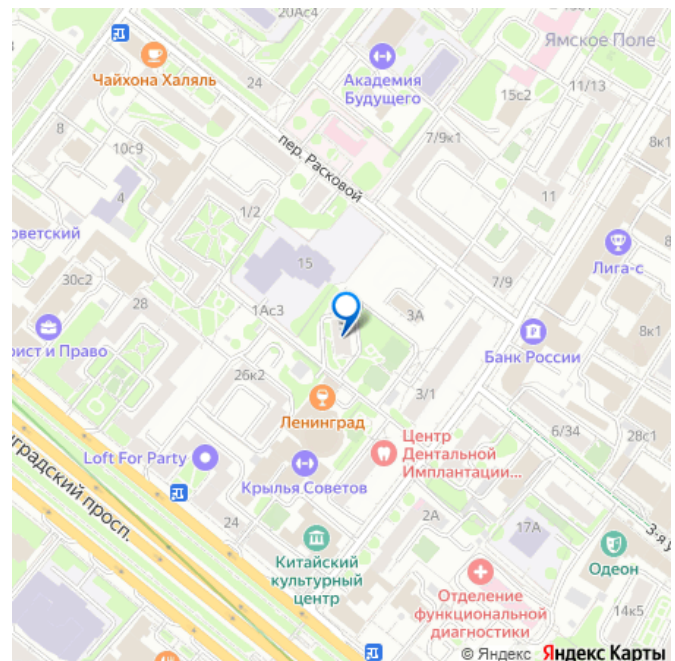 20Ас4
Ямское Поле
Чайхона Халяль
24
Академия
Будущего
15с2
11/13
8
10с9
7/9к1
8к1
пер. Расковой
4
11
1/2
оветский
15
Лига-с
8
30с2
7/9
28
1Ас3
3А
8к1
рист и Право
Банк России
26к2
3/1
Ленинград
Центр
Дентальной
Имплантации...
6/34
28с1
Loft For Party
Крылья Советов
нградский просп.
24
2А
17А
3-я у
Китайский
культурный
центр
Одеон
Отделение
функциональной
диагностики
14к5
© Яндекс Яндекс Карты